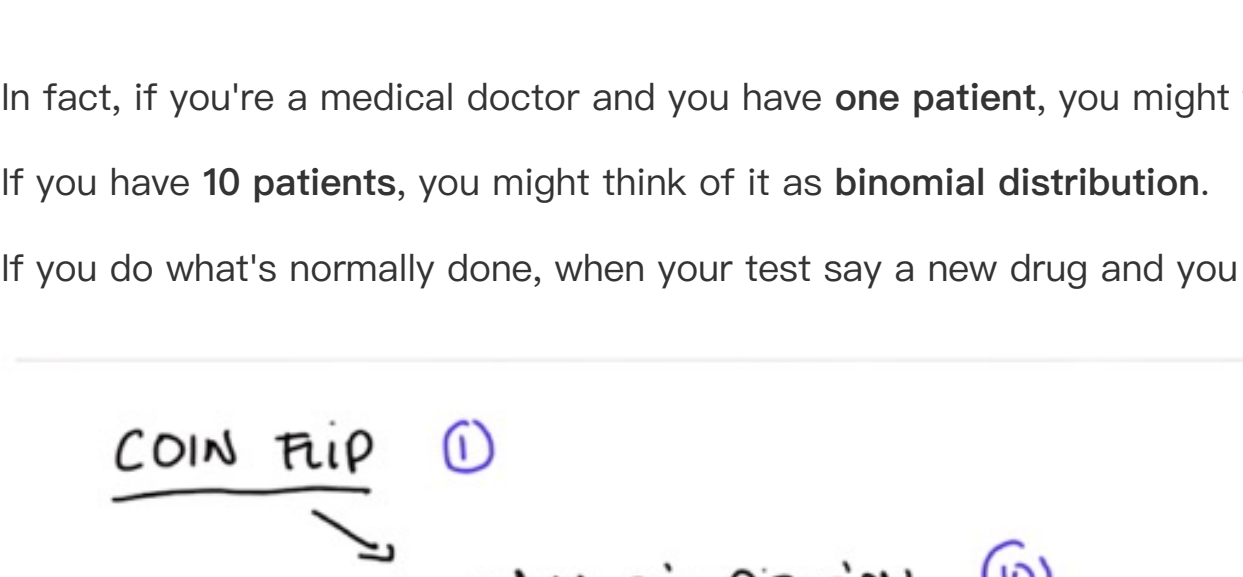 In fact, if you're a medical doctor and you have one patient, you might
If you have 10 patients, you might think of it as binomial distribution.
If you do what's normally done, when your test say a new drug and you
COIN FLIP 1